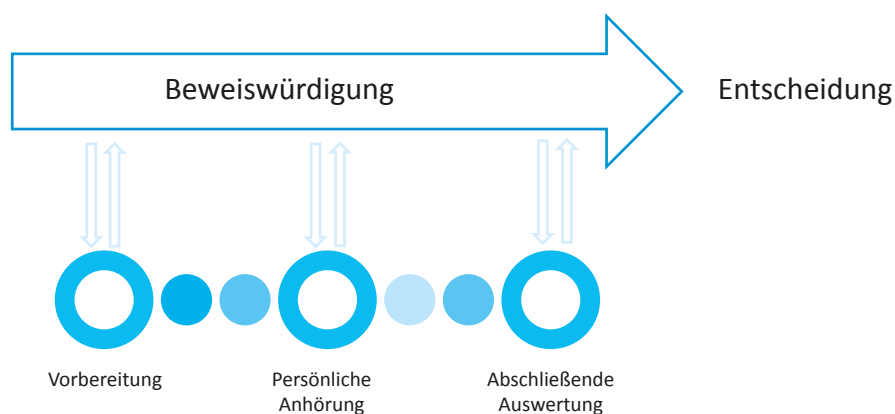 Beweiswürdigung
Entscheidung
Vorbereitung
Persönliche
Anhörung
Abschließende
Auswertung